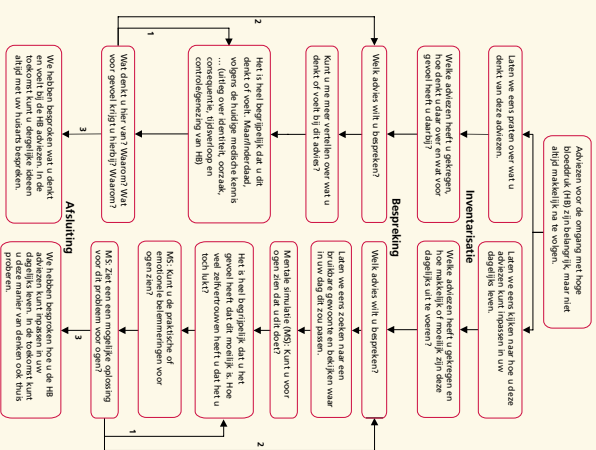 Adviezen voor de omgang met hoge
bloeddruk (HB) zijn belangrijk, maar niet
altijd makkelijk na te volgen.
Laten we eens praten over wat u
denkt van deze adviezen.
Laten we eens kijken naar hoe u deze
adviezen kunt inpassen in uw
dagelijks leven.
Inventarisatie
Welke adviezen heeft u gekregen,
hoe denkt u daar over en wat voor
gevoel heeft u daarbij?
Welke adviezen heeft u gekregen en
hoe makkelijk of moeilijk zijn deze
dagelijks uit te voeren?
Bespreking
Welk advies wilt u bespreken?
Welk advies wilt u bespreken?
Kunt u me meer vertellen over wat u
denkt of voelt bij dit advies?
Laten we eens zoeken naar een
bruikbare gewoonte en bekijken waar
in uw dag dit zou passen.
Mentale simulatie (MS): Kunt u voor
ogen zien dat u dit doet?
Het is heel begrijpelijk dat u dit
denkt of voelt. Maar/Inderdaad,
volgens de huidige medische kennis
... (uitleg over identiteit, oorzaak,
consequentie, tijdsverloop en
controle/genezing van HB)
Het is heel begrijpelijk dat u het
gevoel heeft dat dit moeilijk is. Hoe
veel zelfvertrouwen heeft u dat het u
toch lukt?
MS: Kunt u de praktische of
emotionele belemmeringen voor
ogen zien?
Wat denkt u hier van? Waarom? Wat
voor gevoel krijgt u hierbij? Waarom?
MS: Ziet een een mogelijke oplossing
voor dit probleem voor ogen?
1
2
1
2
3
3
Afsluiting
We hebben besproken wat u denkt
en voelt bij de HB adviezen. In de
toekomst kunt u dergelijke ideeen
altijd met uw huisarts bespreken.
We hebben besproken hoe u de HB
adviezen kunt inpassen in uw
dagelijks leven. In de toekomst kunt
u deze manier van denken ook thuis
proberen.